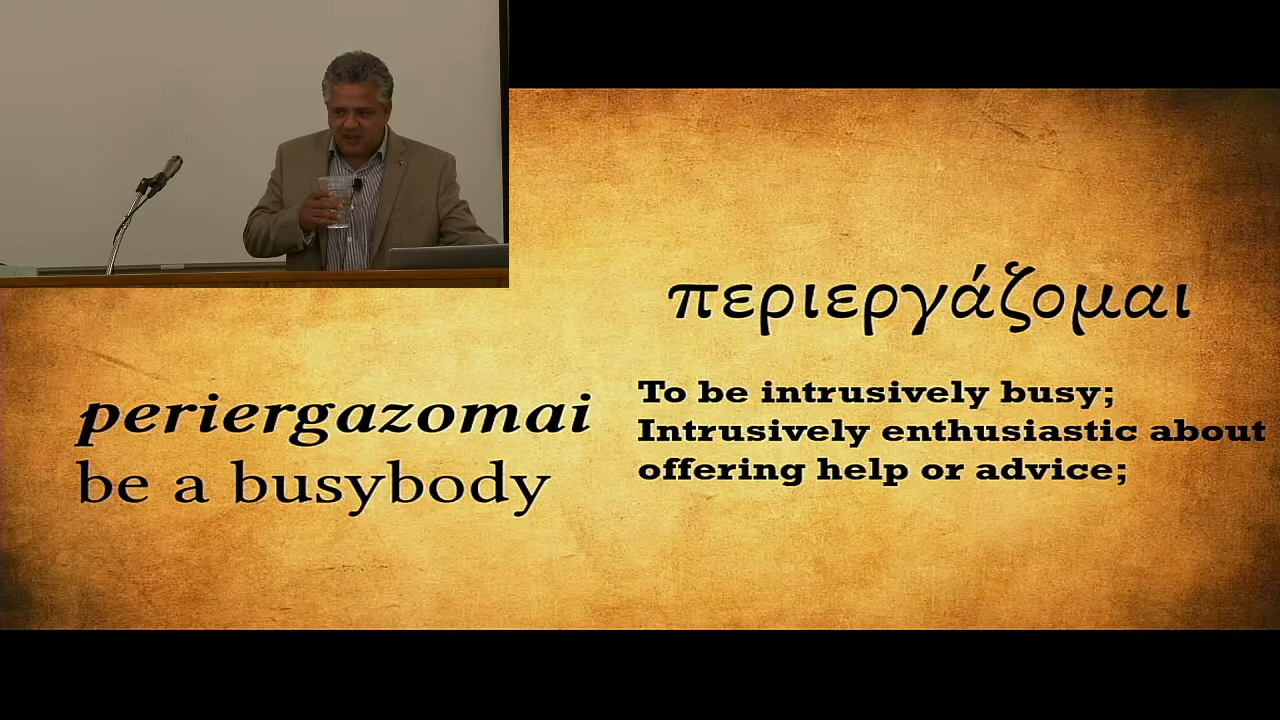 περιεργάζομαι
periergazomai
be a busybody
To be intrusively busy;
Intrusively enthusiastic about
offering help or advice;